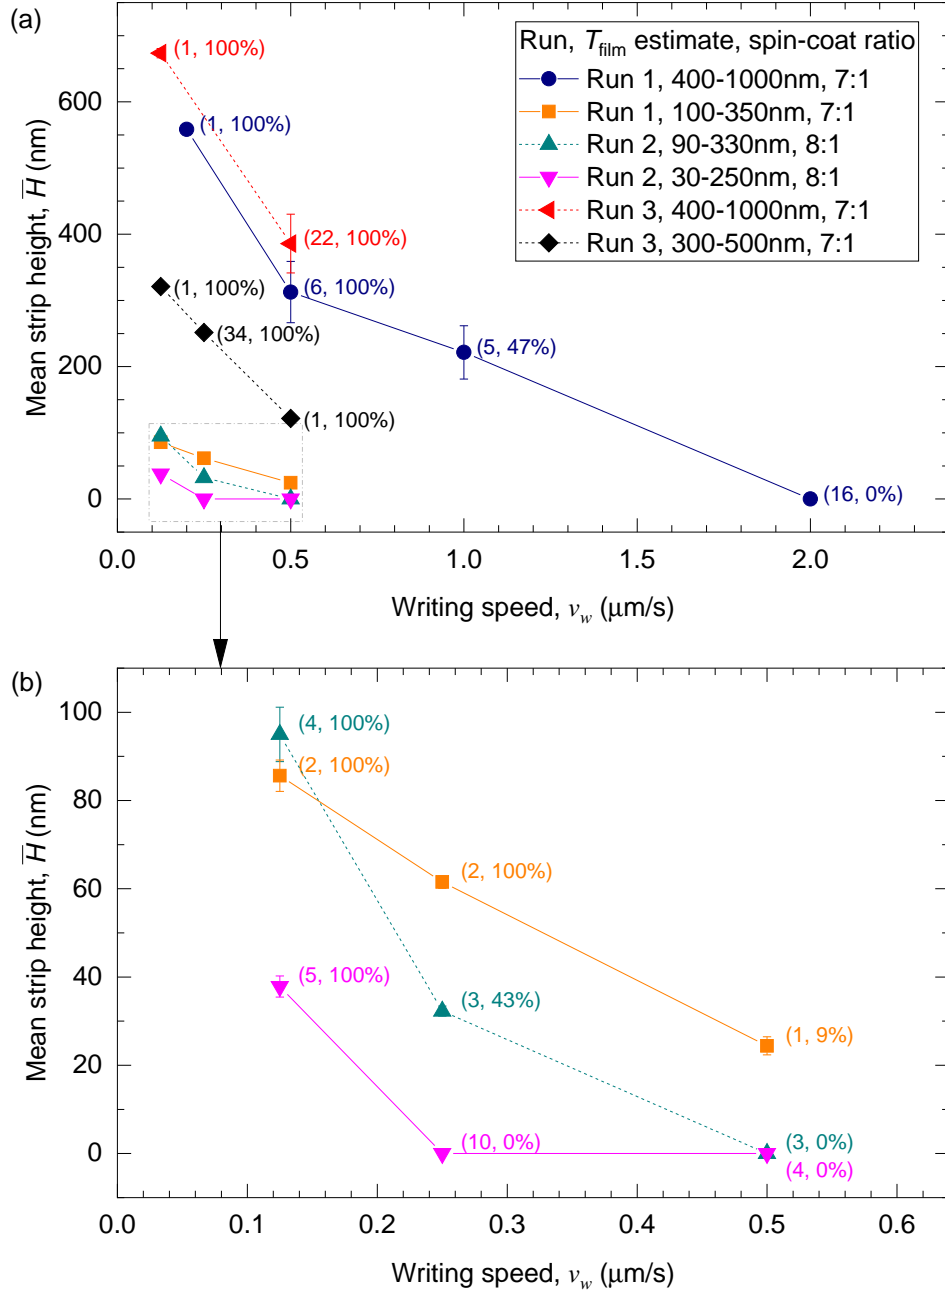 (a)
Run, T_film estimate, spin-coat ratio
Run 1, 400-1000nm, 7:1
Run 1, 100-350nm, 7:1
Run 2, 90-330nm, 8:1
Run 2, 30-250nm, 8:1
Run 3, 400-1000nm, 7:1
Run 3, 300-500nm, 7:1
(1, 100%)
(1, 100%)
(22, 100%)
(6, 100%)
(1, 100%)
(34, 100%)
(5, 47%)
(1, 100%)
(16, 0%)
600
400
200
0
Mean strip height, H̅ (nm)
0.0 0.5 1.0 1.5 2.0
Writing speed, v_w (μm/s)
(b)
(4, 100%)
(2, 100%)
(2, 100%)
(5, 100%)
(3, 43%)
(1, 9%)
(10, 0%)
(3, 0%)
(4, 0%)
100
80
60
40
20
0
Mean strip height, H̅ (nm)
0.0 0.1 0.2 0.3 0.4 0.5 0.6
Writing speed, v_w (μm/s)